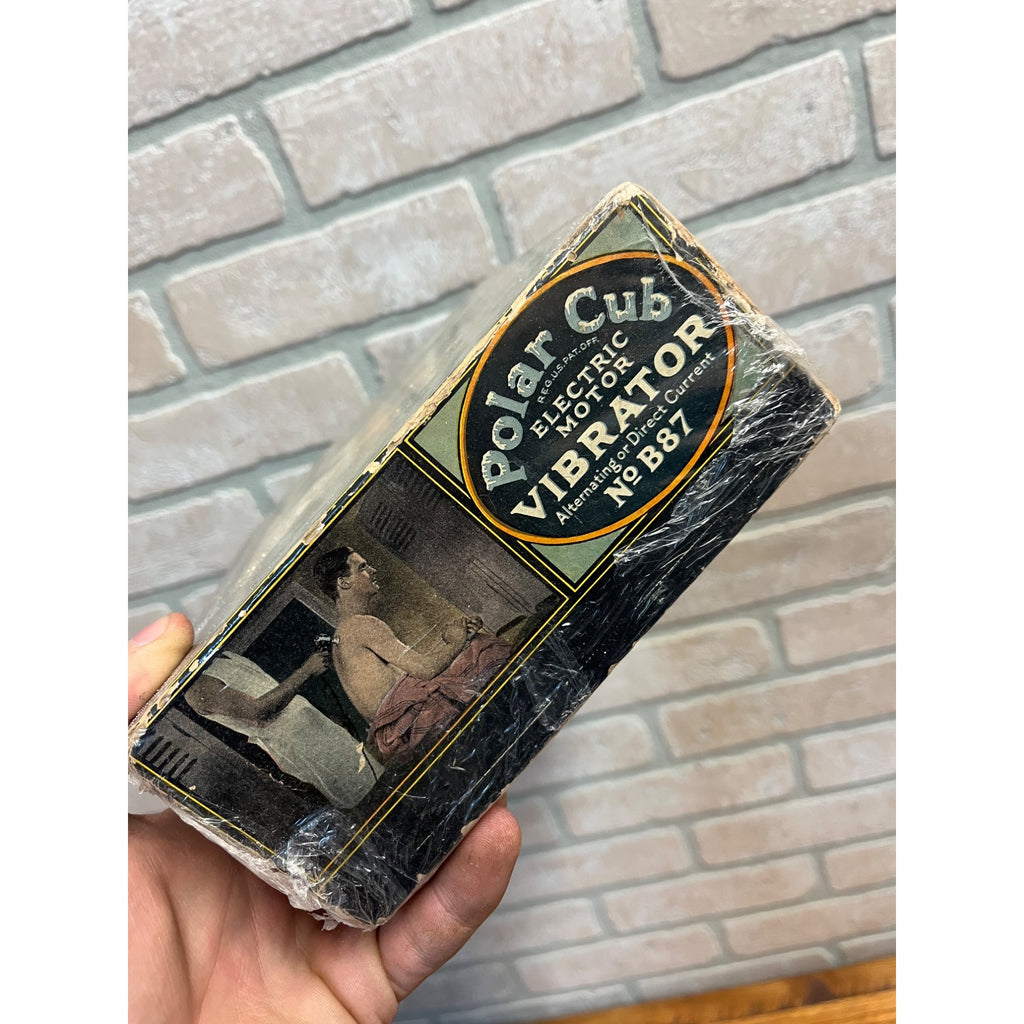 Polar Cub
REG.U.S.PAT.OFF.
ELECTRIC
MOTOR
VIBRATOR
Alternating or Direct Current
No B87